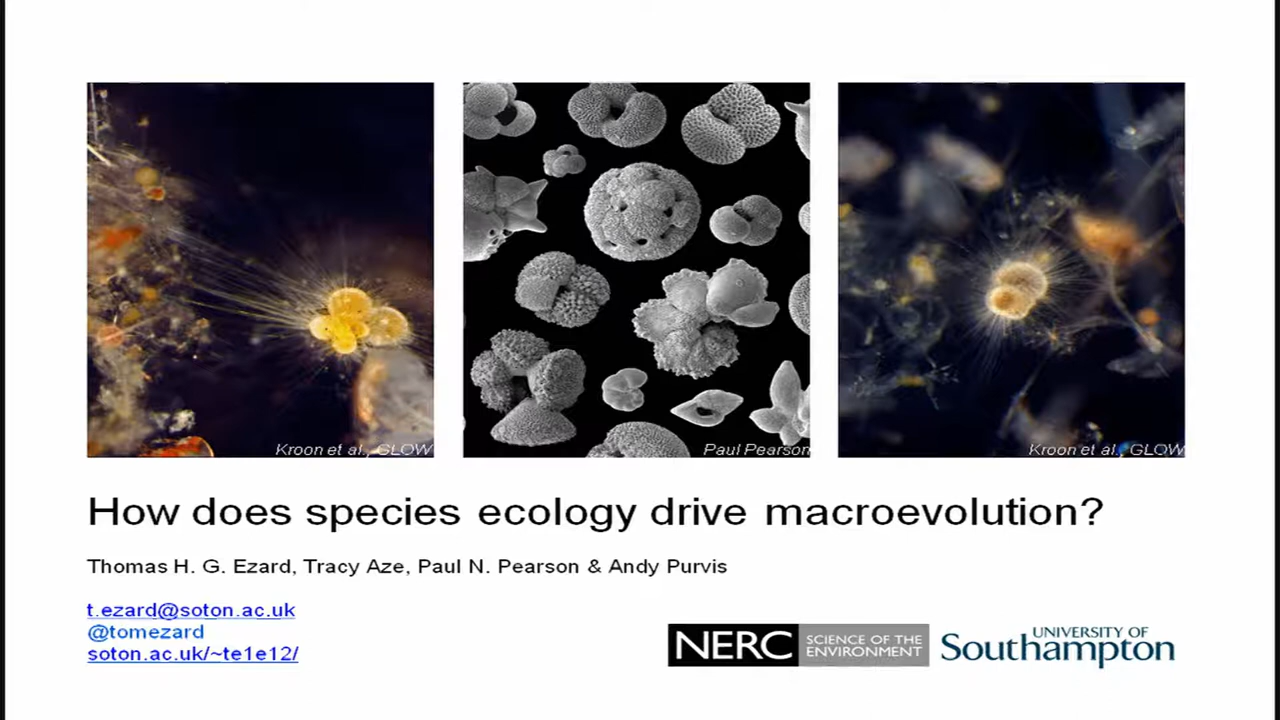 Kroon et al., GLOW
Paul Pearson
Kroon et al., GLOW
How does species ecology drive macroevolution?
Thomas H. G. Ezard, Tracy Aze, Paul N. Pearson & Andy Purvis
t.ezard@soton.ac.uk
@tomezard
soton.ac.uk/~te1e12/
NERC
SCIENCE OF THE
ENVIRONMENT
UNIVERSITY OF
Southampton